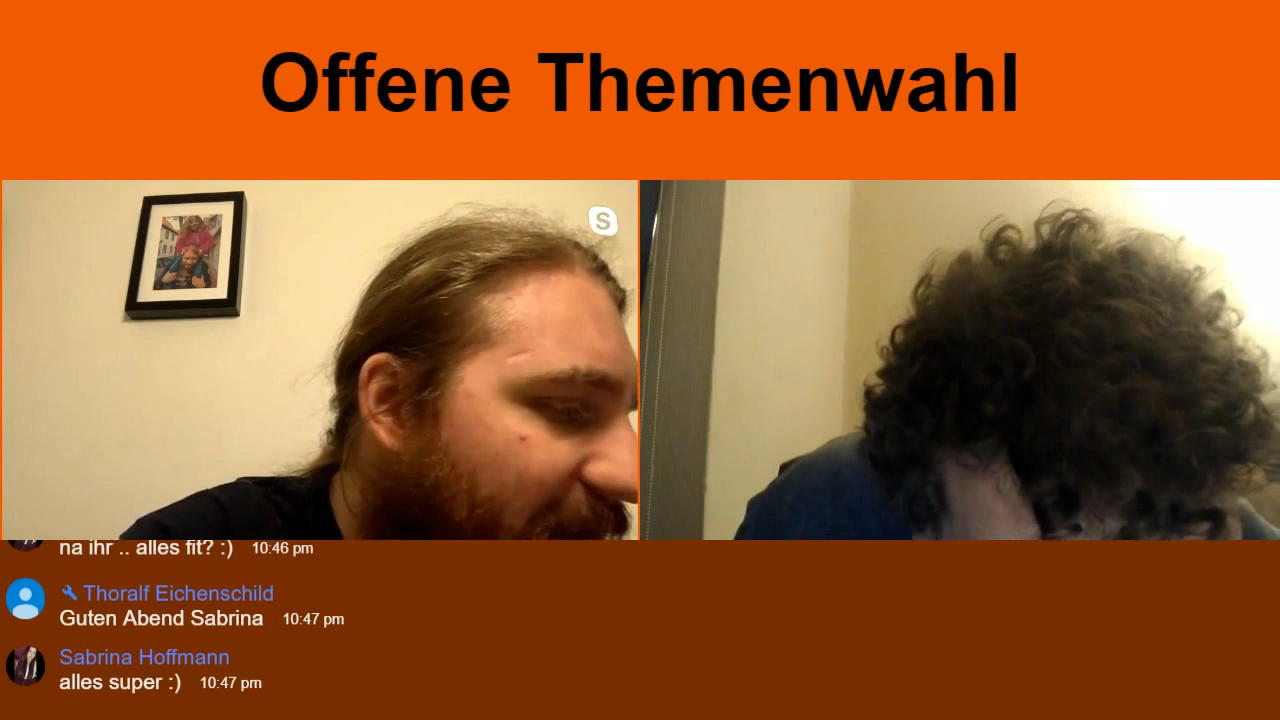 Offene Themenwahl
S
na ihr .. alles fit? :) 10:46 pm
Thoralf Eichenschild
Guten Abend Sabrina 10:47 pm
Sabrina Hoffmann
alles super :) 10:47 pm